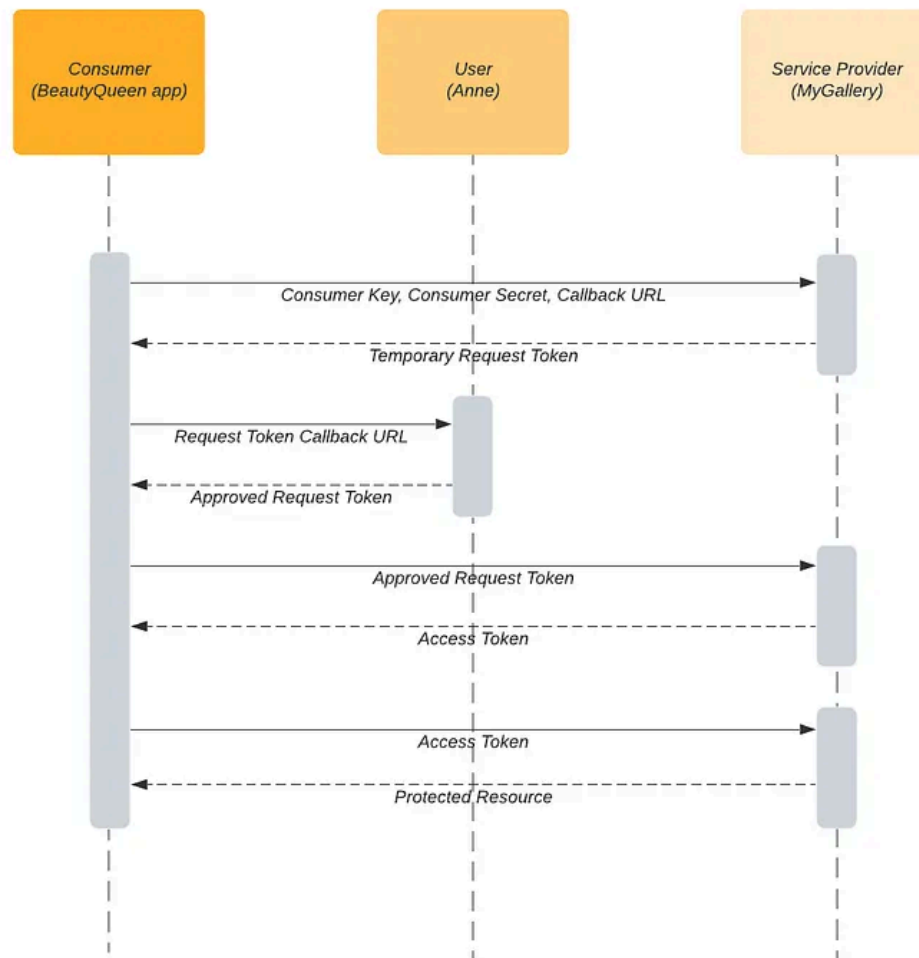 Consumer
(BeautyQueen app)
User
(Anne)
Service Provider
(MyGallery)
Consumer Key, Consumer Secret, Callback URL
Temporary Request Token
Request Token Callback URL
Approved Request Token
Approved Request Token
Access Token
Access Token
Protected Resource